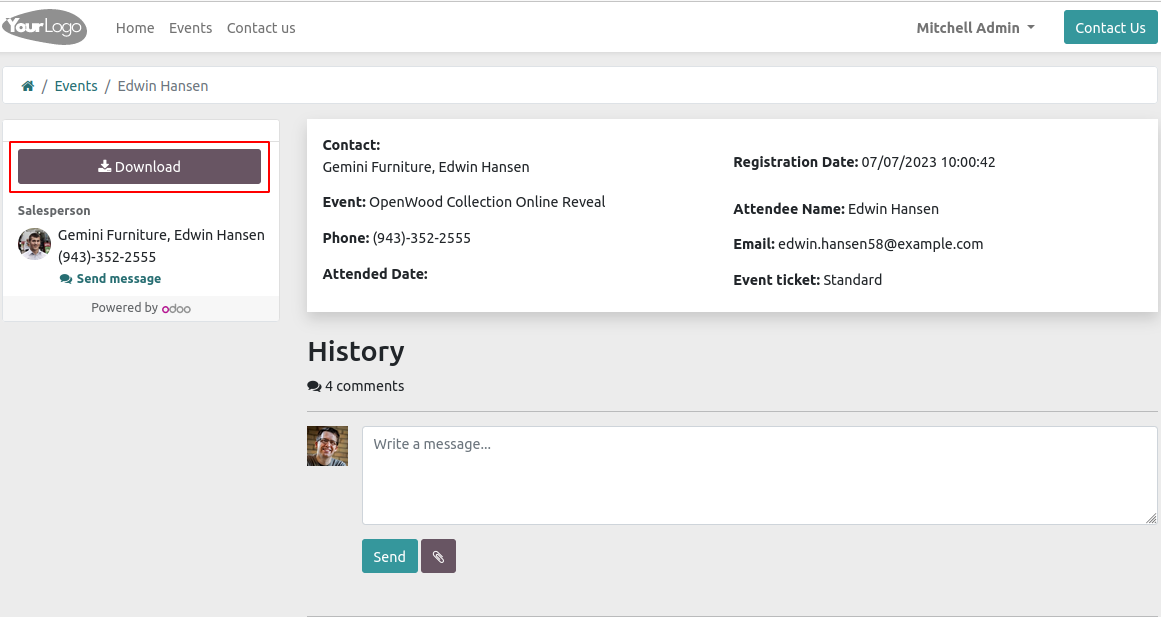 YourLogo
Home Events Contact us
Mitchell Admin
Contact Us
/ Events / Edwin Hansen
Download
Salesperson
Gemini Furniture, Edwin Hansen
(943)-352-2555
Send message
Powered by odoo
Contact:
Gemini Furniture, Edwin Hansen
Event: OpenWood Collection Online Reveal
Phone: (943)-352-2555
Attended Date:
Registration Date: 07/07/2023 10:00:42
Attendee Name: Edwin Hansen
Email: edwin.hansen58@example.com
Event ticket: Standard
History
4 comments
Write a message...
Send